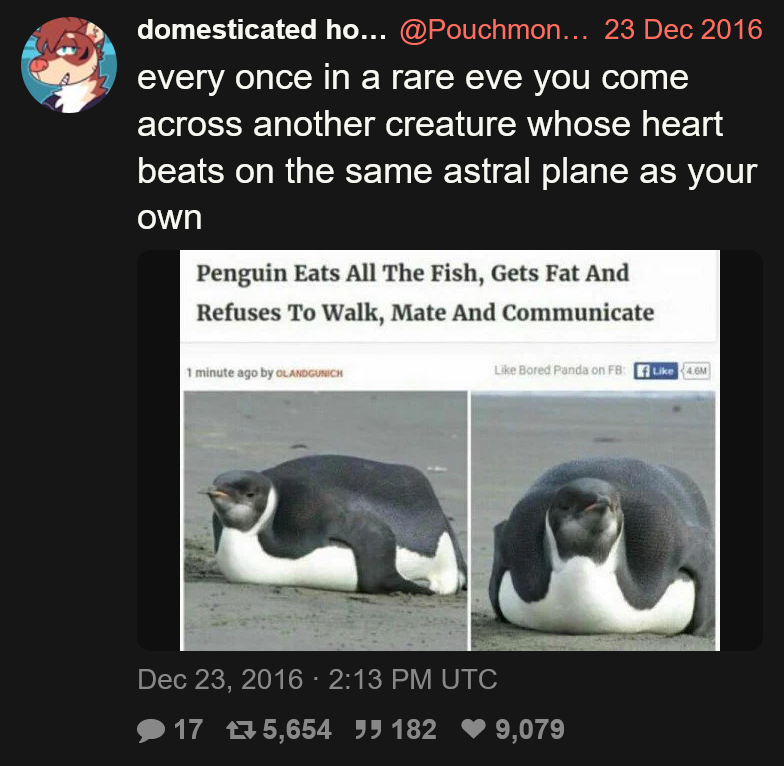 domesticated ho... @Pouchmon... 23 Dec 2016
every once in a rare eve you come
across another creature whose heart
beats on the same astral plane as your
own
Penguin Eats All The Fish, Gets Fat And
Refuses To Walk, Mate And Communicate
1 minute ago by OLANDGUNICH Like Bored Panda on FB: f Like 4.6M
Dec 23, 2016 · 2:13 PM UTC
17 5,654 182 9,079